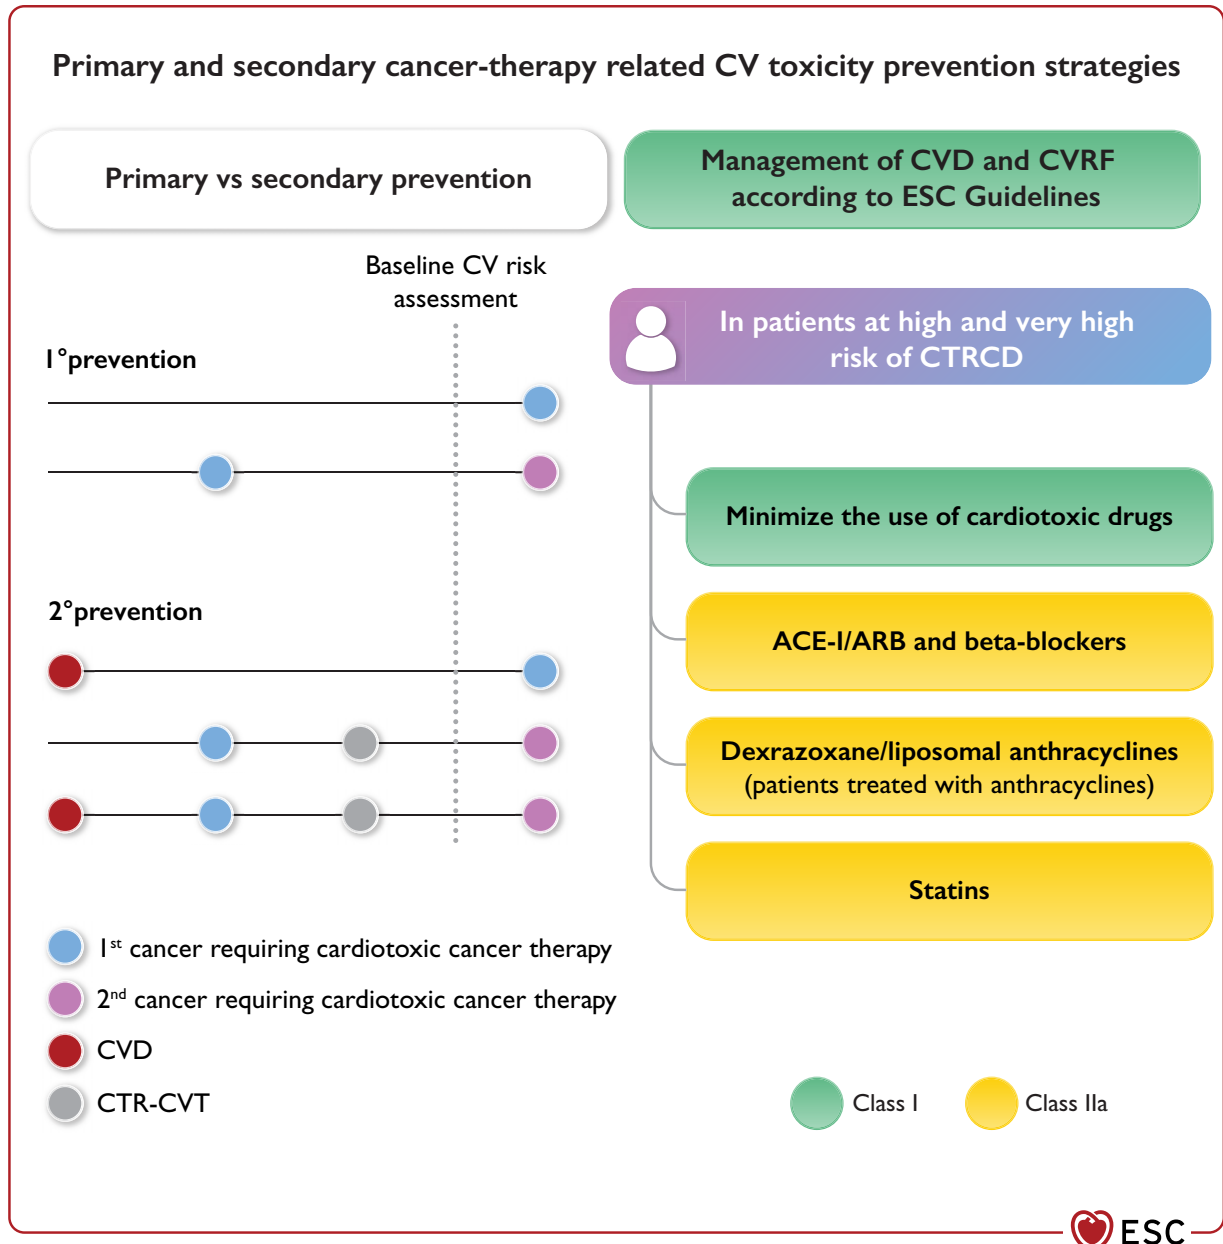 Primary and secondary cancer-therapy related CV toxicity prevention strategies
Primary vs secondary prevention
Management of CVD and CVRF
according to ESC Guidelines
Baseline CV risk
assessment
1°prevention
2°prevention
In patients at high and very high
risk of CTRCD
Minimize the use of cardiotoxic drugs
ACE-I/ARB and beta-blockers
Dexrazoxane/liposomal anthracyclines
(patients treated with anthracyclines)
Statins
1st cancer requiring cardiotoxic cancer therapy
2nd cancer requiring cardiotoxic cancer therapy
CVD
CTR-CVT
Class I
Class IIa
ESC